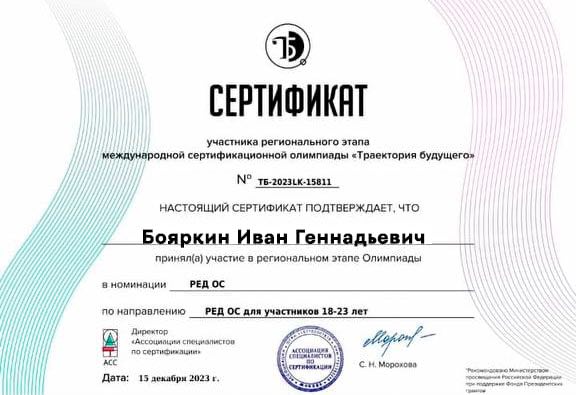 ТБ
СЕРТИФИКАТ
участника регионального этапа
международной сертификационной олимпиады «Траектория будущего»
№ ТБ-2023LK-15811
НАСТОЯЩИЙ СЕРТИФИКАТ ПОДТВЕРЖДАЕТ, ЧТО
Бояркин Иван Геннадьевич
принял(а) участие в региональном этапе Олимпиады
в номинации РЕД ОС
по направлению РЕД ОС для участников 18-23 лет
АСС
Директор
«Ассоциации специалистов
по сертификации»
АССОЦИАЦИЯ
СПЕЦИАЛИСТОВ
ПО
СЕРТИФИКАЦИИ
МОСКВА
С. Н. Морохова
Дата: 15 декабря 2023 г.
*Рекомендовано Министерством
просвещения Российской Федерации
при поддержке Фонда Президентских
грантов